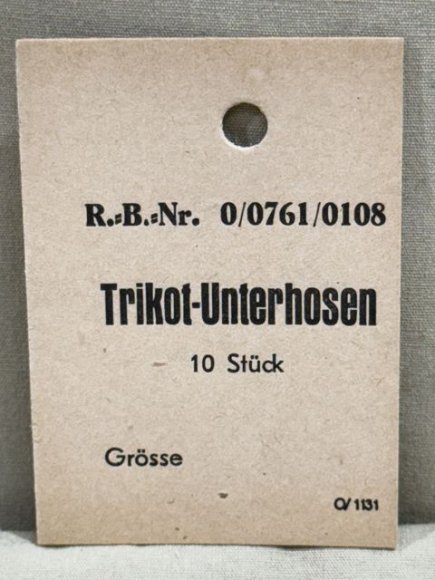 R.=B.=Nr. 0/0761/0108
Trikot-Unterhosen
10 Stück
Grösse
O/1131